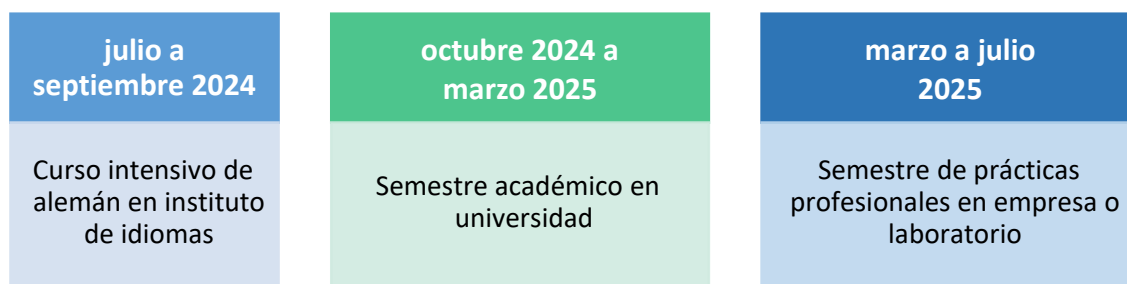 julio a
septiembre 2024
Curso intensivo de
alemán en instituto
de idiomas
octubre 2024 a
marzo 2025
Semestre académico en
universidad
marzo a julio
2025
Semestre de prácticas
profesionales en empresa o
laboratorio